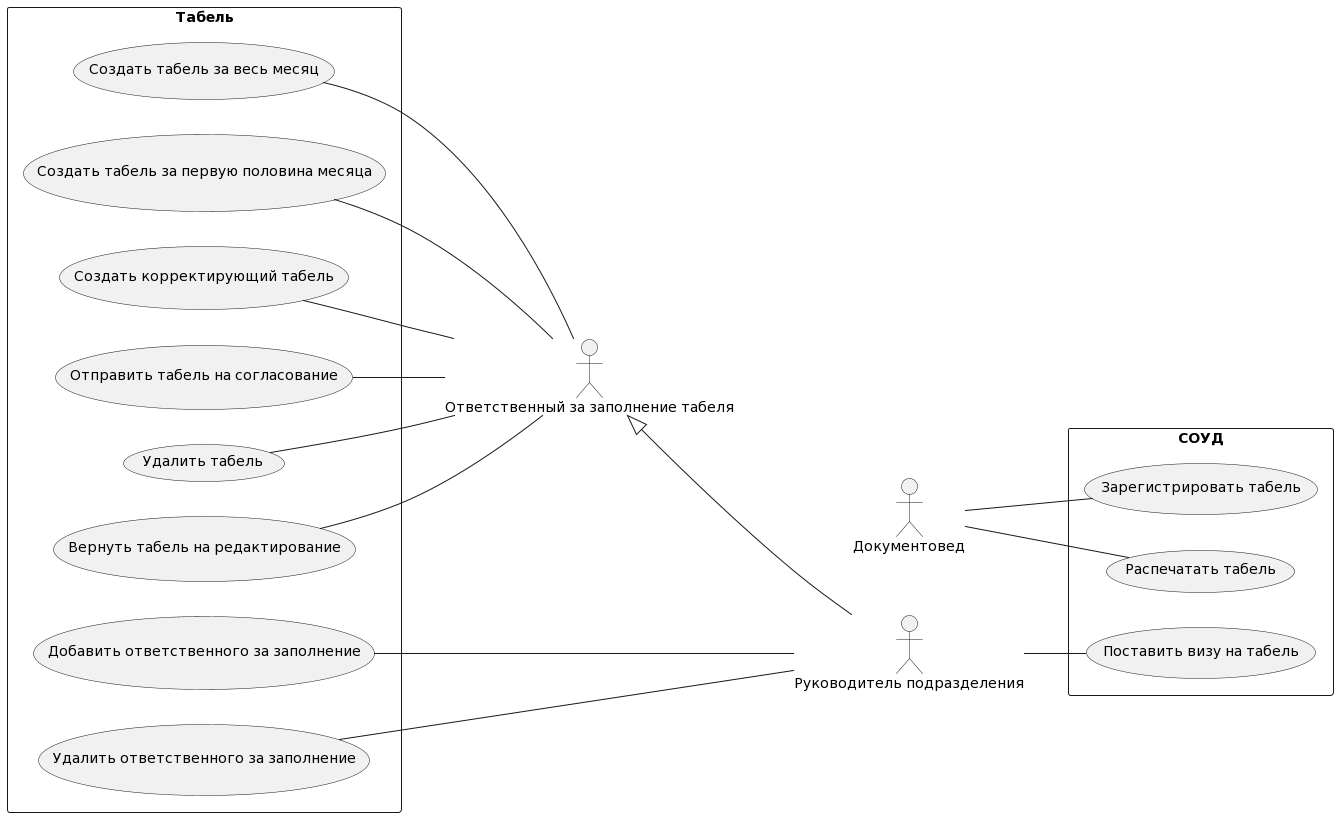 Табель
Создать табель за весь месяц
Создать табель за первую половина месяца
Создать корректирующий табель
Отправить табель на согласование
Удалить табель
Вернуть табель на редактирование
Добавить ответственного за заполнение
Удалить ответственного за заполнение
Ответственный за заполнение табеля
Документовед
Руководитель подразделения
СОУД
Зарегистрировать табель
Распечатать табель
Поставить визу на табель